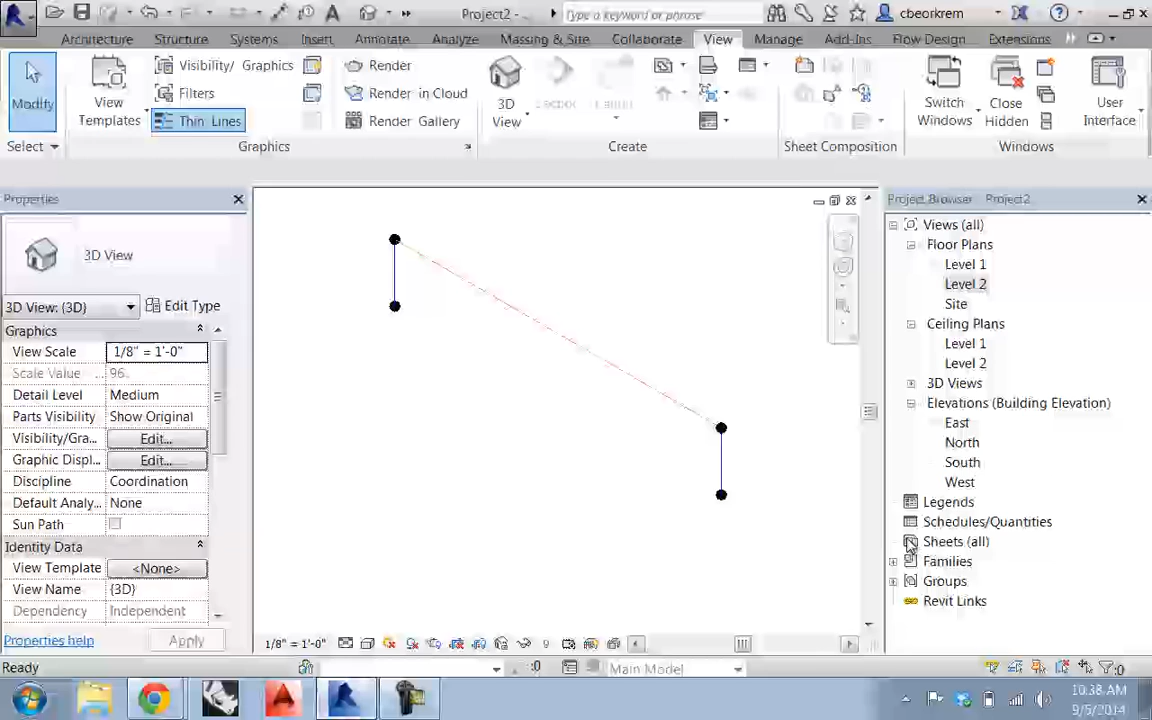 Project2 -
Type a keyword or phrase
cbeorkrem
Architecture Structure Systems Insert Annotate Analyze Massing & Site Collaborate View Manage Add-Ins Flow Design Extensions
Modify
Select
View
Templates
Visibility/ Graphics
Filters
Thin Lines
Graphics
Render
Render in Cloud
Render Gallery
3D
View
Create
Sheet Composition
Switch
Windows
Close
Hidden
Windows
User
Interface
Properties
3D View
3D View: {3D}
Edit Type
Graphics
View Scale 1/8" = 1'-0"
Scale Value ... 96
Detail Level Medium
Parts Visibility Show Original
Visibility/Gra... Edit...
Graphic Displ... Edit...
Discipline Coordination
Default Analy... None
Sun Path
Identity Data
View Template <None>
View Name {3D}
Dependency Independent
Properties help
Apply
1/8" = 1'-0"
Project Browser Project2
Views (all)
Floor Plans
Level 1
Level 2
Site
Ceiling Plans
Level 1
Level 2
3D Views
Elevations (Building Elevation)
East
North
South
West
Legends
Schedules/Quantities
Sheets (all)
Families
Groups
Revit Links
Ready
:0
Main Model
:0
10:38 AM
9/5/2014